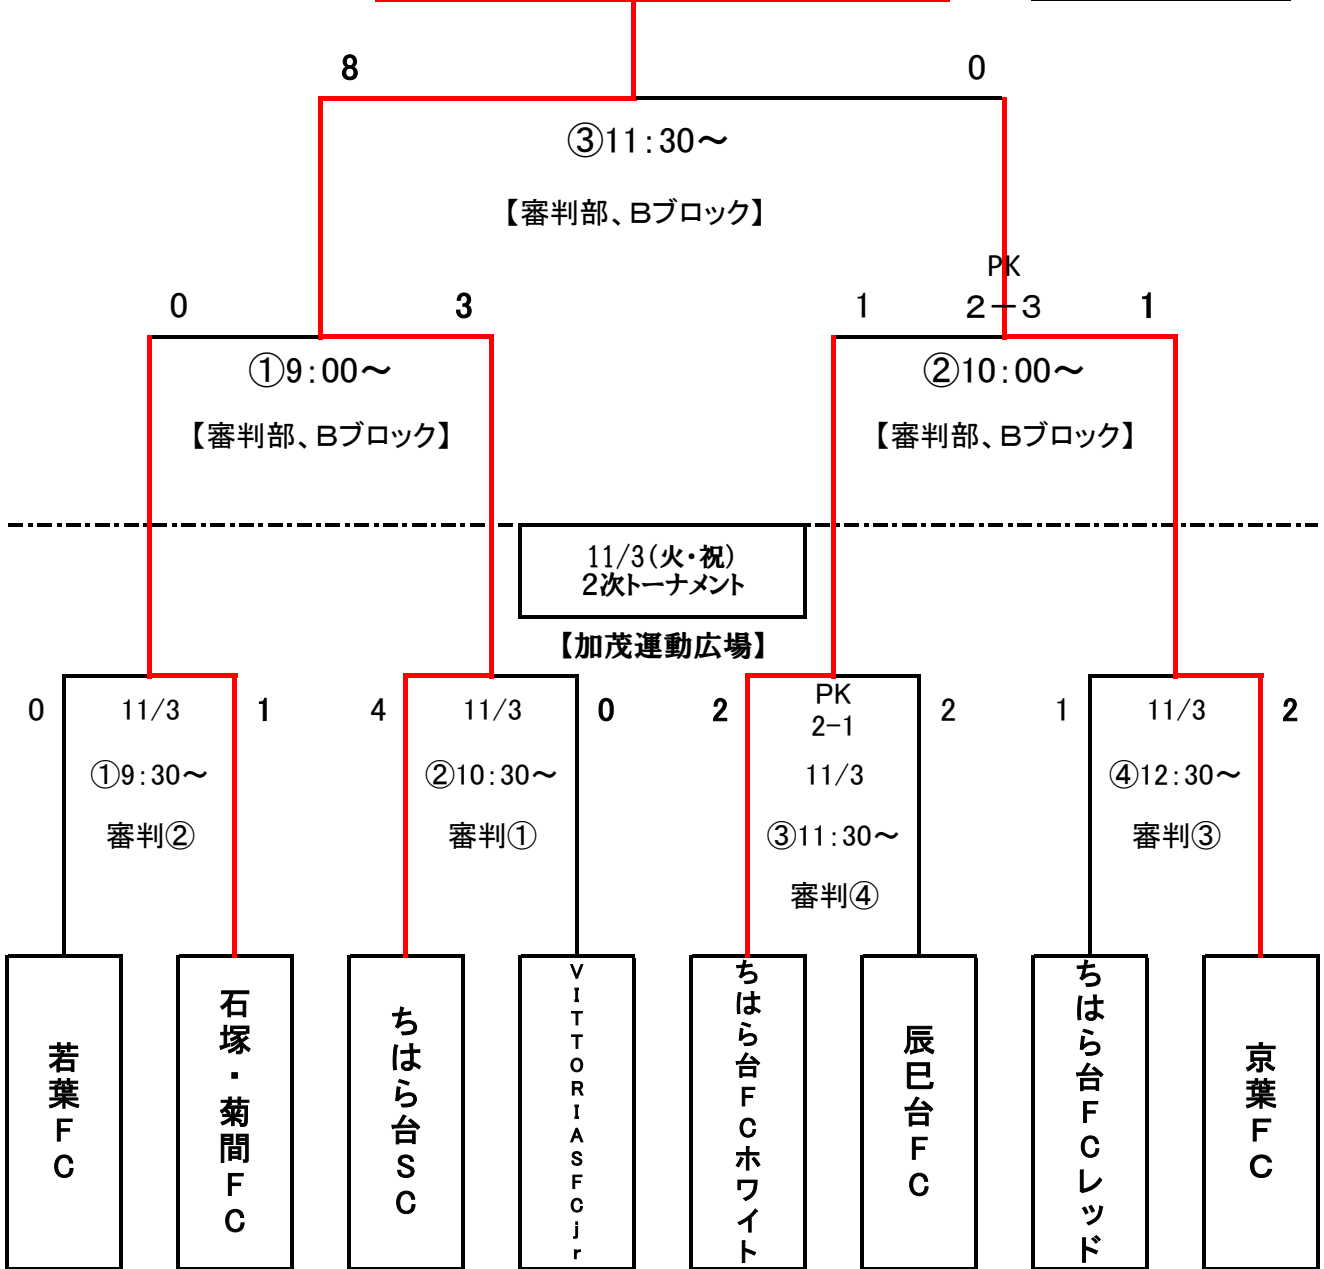 8
0
③11:30～
【審判部、Bブロック】
PK
0
3
1
2－3
1
①9:00～
②10:00～
【審判部、Bブロック】
【審判部、Bブロック】
11/3(火・祝)
2次トーナメント
【加茂運動広場】
0
11/3
1
4
11/3
0
2
PK
2-1
2
1
11/3
2
①9:30～
②10:30～
11/3
④12:30～
審判②
審判①
③11:30～
審判③
審判④
若葉FC
石塚・菊間FC
ちはら台SC
VITTORIASFCjr
ちはら台FCホワイト
辰巳台FC
ちはら台FCレッド
京葉FC